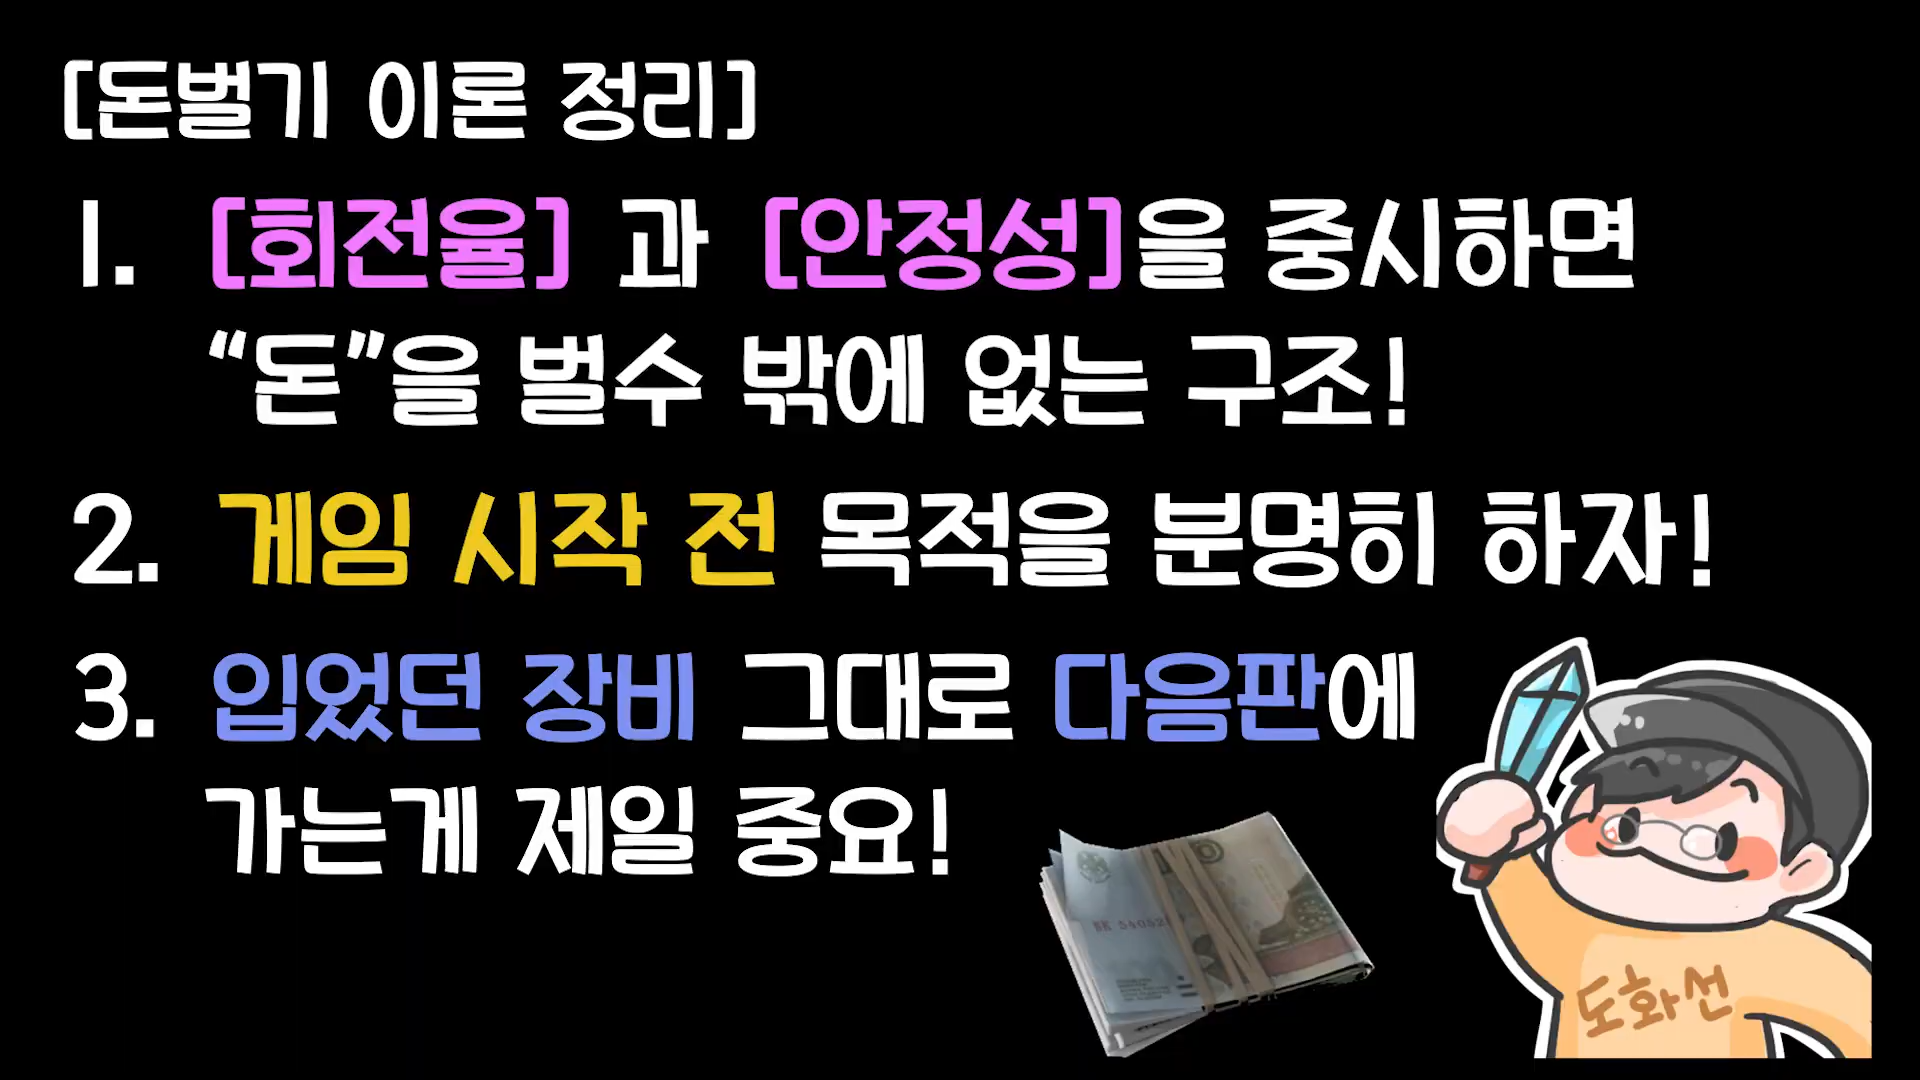 [돈벌기 이론 정리]
1. [회전율] 과 [안정성]을 중시하면
“돈”을 벌수 밖에 없는 구조!
2. 게임 시작 전 목적을 분명히 하자!
3. 입었던 장비 그대로 다음판에
가는게 제일 중요!
도화선